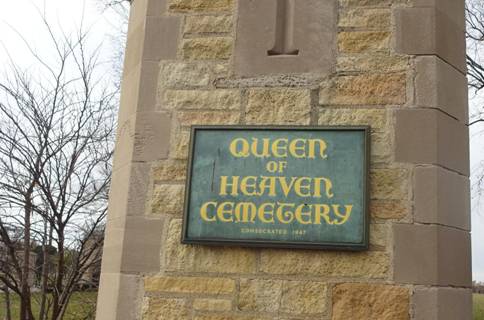 QUEEN
OF
HEAVEN
CEMETERY
CONSECRATED 1947